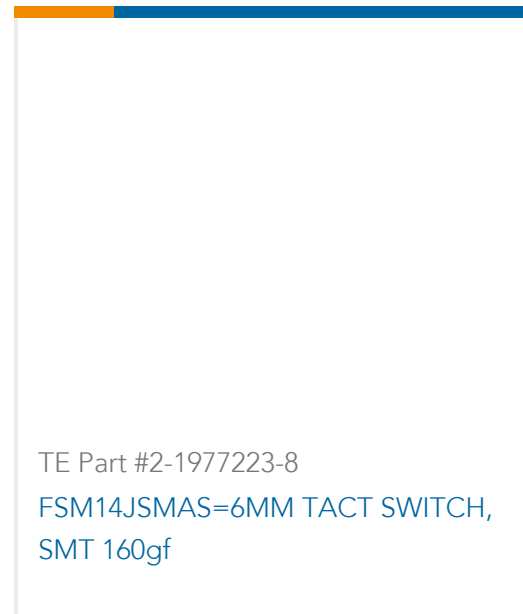 TE Part #2-1977223-8
FSM14JSMAS=6MM TACT SWITCH,
SMT 160gf